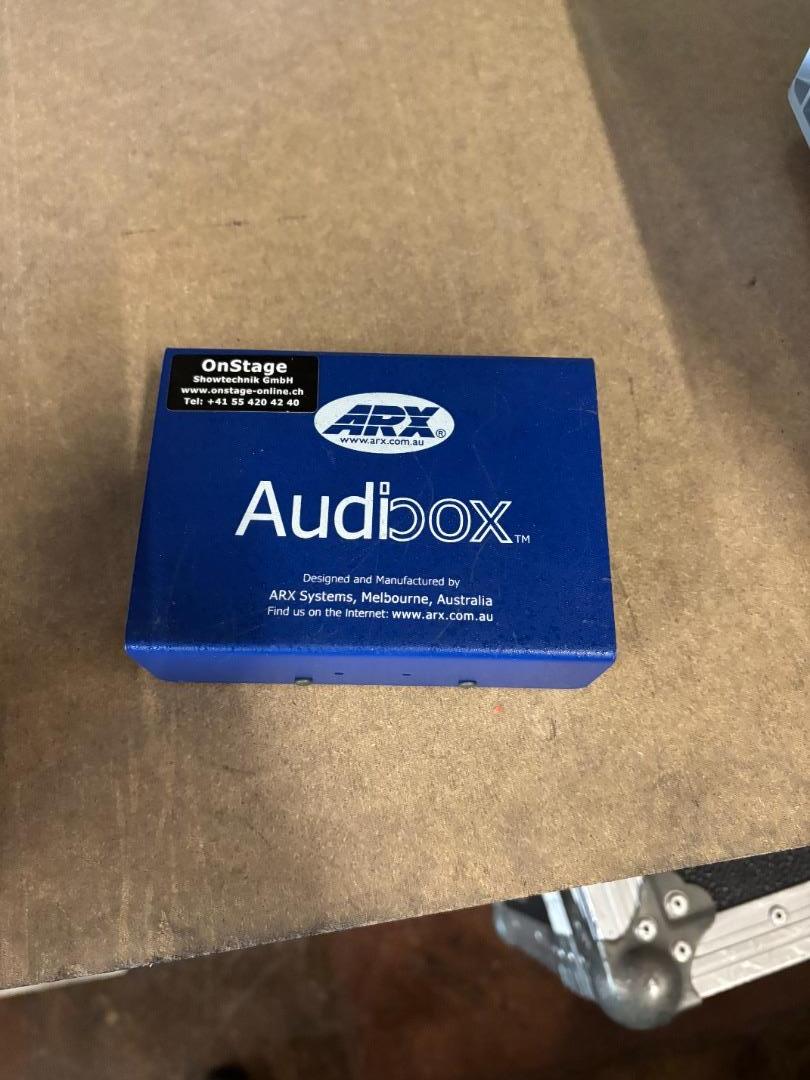 OnStage
Showtechnik GmbH
www.onstage-online.ch
Tel: +41 55 420 42 40
ARX®
www.arx.com.au
Audibox™
Designed and Manufactured by
ARX Systems, Melbourne, Australia
Find us on the Internet: www.arx.com.au